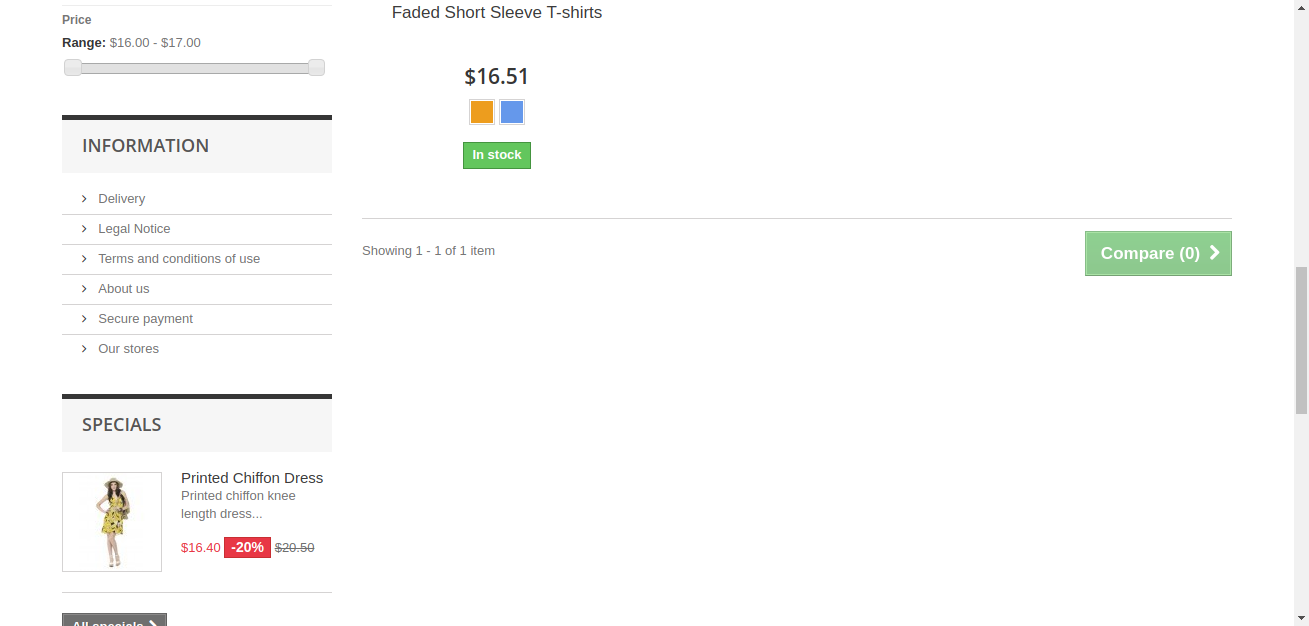 Price
Range: $16.00 - $17.00
INFORMATION
Delivery
Legal Notice
Terms and conditions of use
About us
Secure payment
Our stores
SPECIALS
Printed Chiffon Dress
Printed chiffon knee
length dress...
$16.40 -20% $20.50
All specials
Faded Short Sleeve T-shirts
$16.51
In stock
Showing 1 - 1 of 1 item
Compare (0)